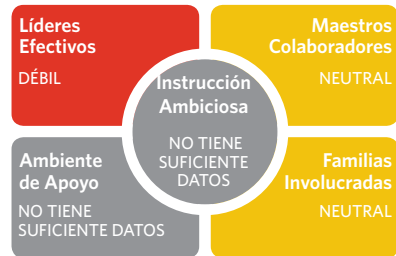 Líderes
Efectivos
DÉBIL
Maestros
Colaboradores
NEUTRAL
Instrucción
Ambiciosa
NO TIENE
SUFICIENTE
DATOS
Ambiente
de Apoyo
NO TIENE
SUFICIENTE DATOS
Familias
Involucradas
NEUTRAL